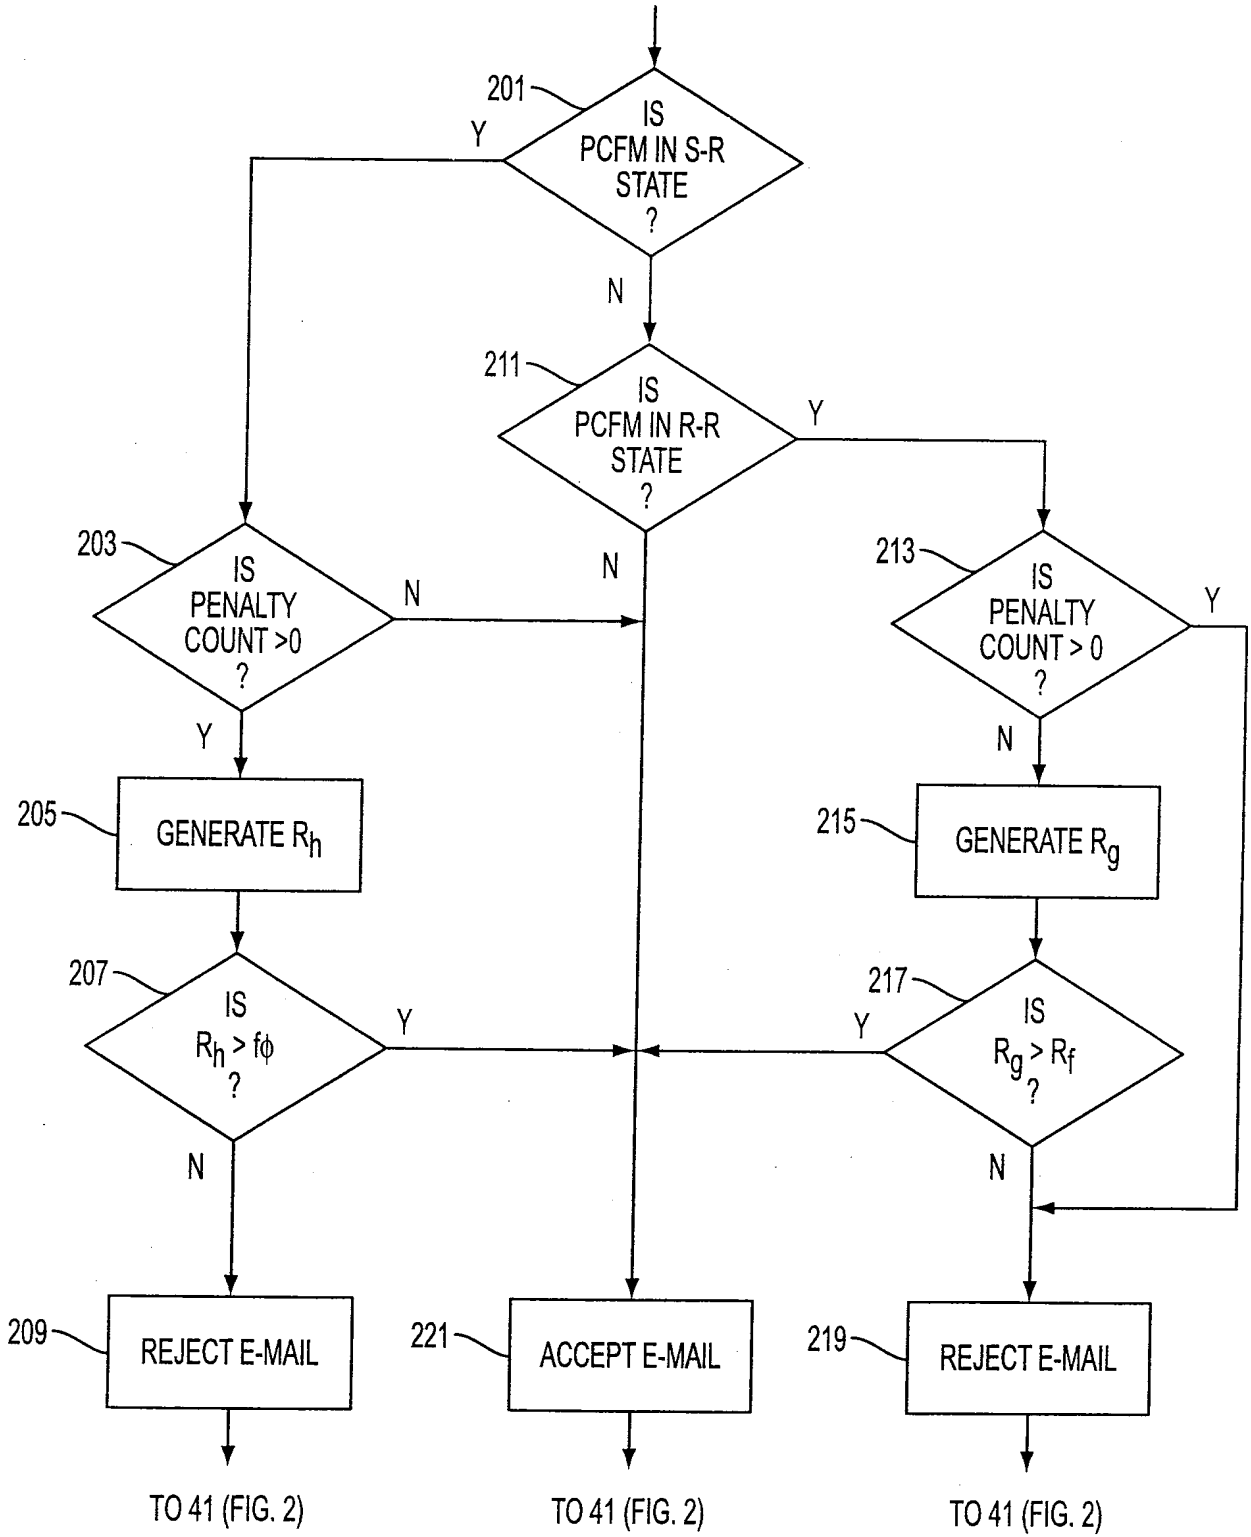 201
IS
PCFM IN S-R
STATE
?
Y
N
211
IS
PCFM IN R-R
STATE
?
Y
N
203
IS
PENALTY
COUNT >0
?
N
Y
213
IS
PENALTY
COUNT > 0
?
Y
N
205
GENERATE Rh
215
GENERATE Rg
207
IS
Rh > fϕ
?
Y
N
217
IS
Rg > Rf
?
Y
N
209
REJECT E-MAIL
221
ACCEPT E-MAIL
219
REJECT E-MAIL
TO 41 (FIG. 2)
TO 41 (FIG. 2)
TO 41 (FIG. 2)